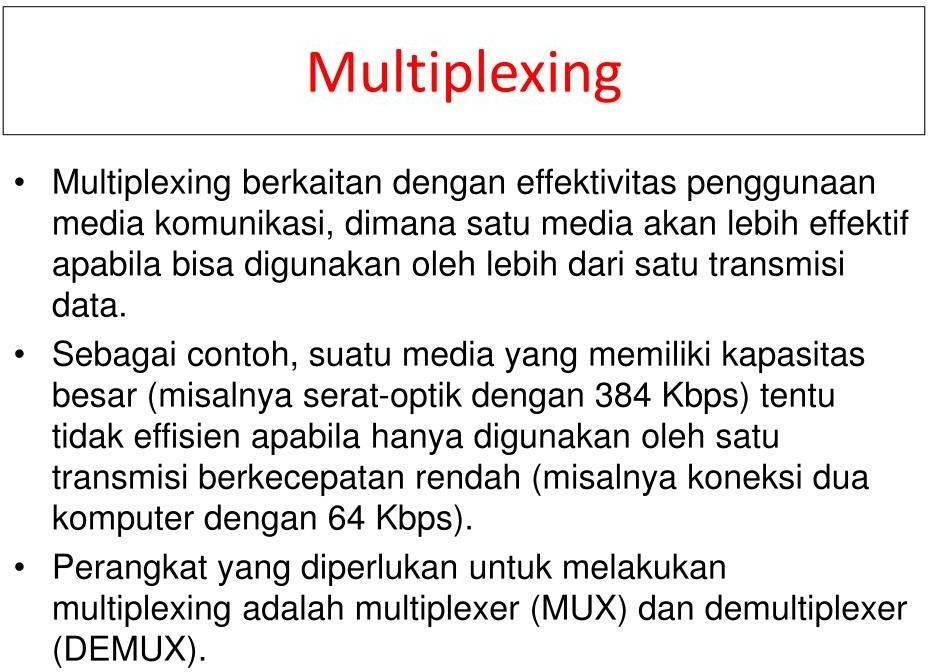 Multiplexing
• Multiplexing berkaitan dengan effektivitas penggunaan
media komunikasi, dimana satu media akan lebih effektif
apabila bisa digunakan oleh lebih dari satu transmisi
data.
• Sebagai contoh, suatu media yang memiliki kapasitas
besar (misalnya serat-optik dengan 384 Kbps) tentu
tidak effisien apabila hanya digunakan oleh satu
transmisi berkecepatan rendah (misalnya koneksi dua
komputer dengan 64 Kbps).
• Perangkat yang diperlukan untuk melakukan
multiplexing adalah multiplexer (MUX) dan demultiplexer
(DEMUX).